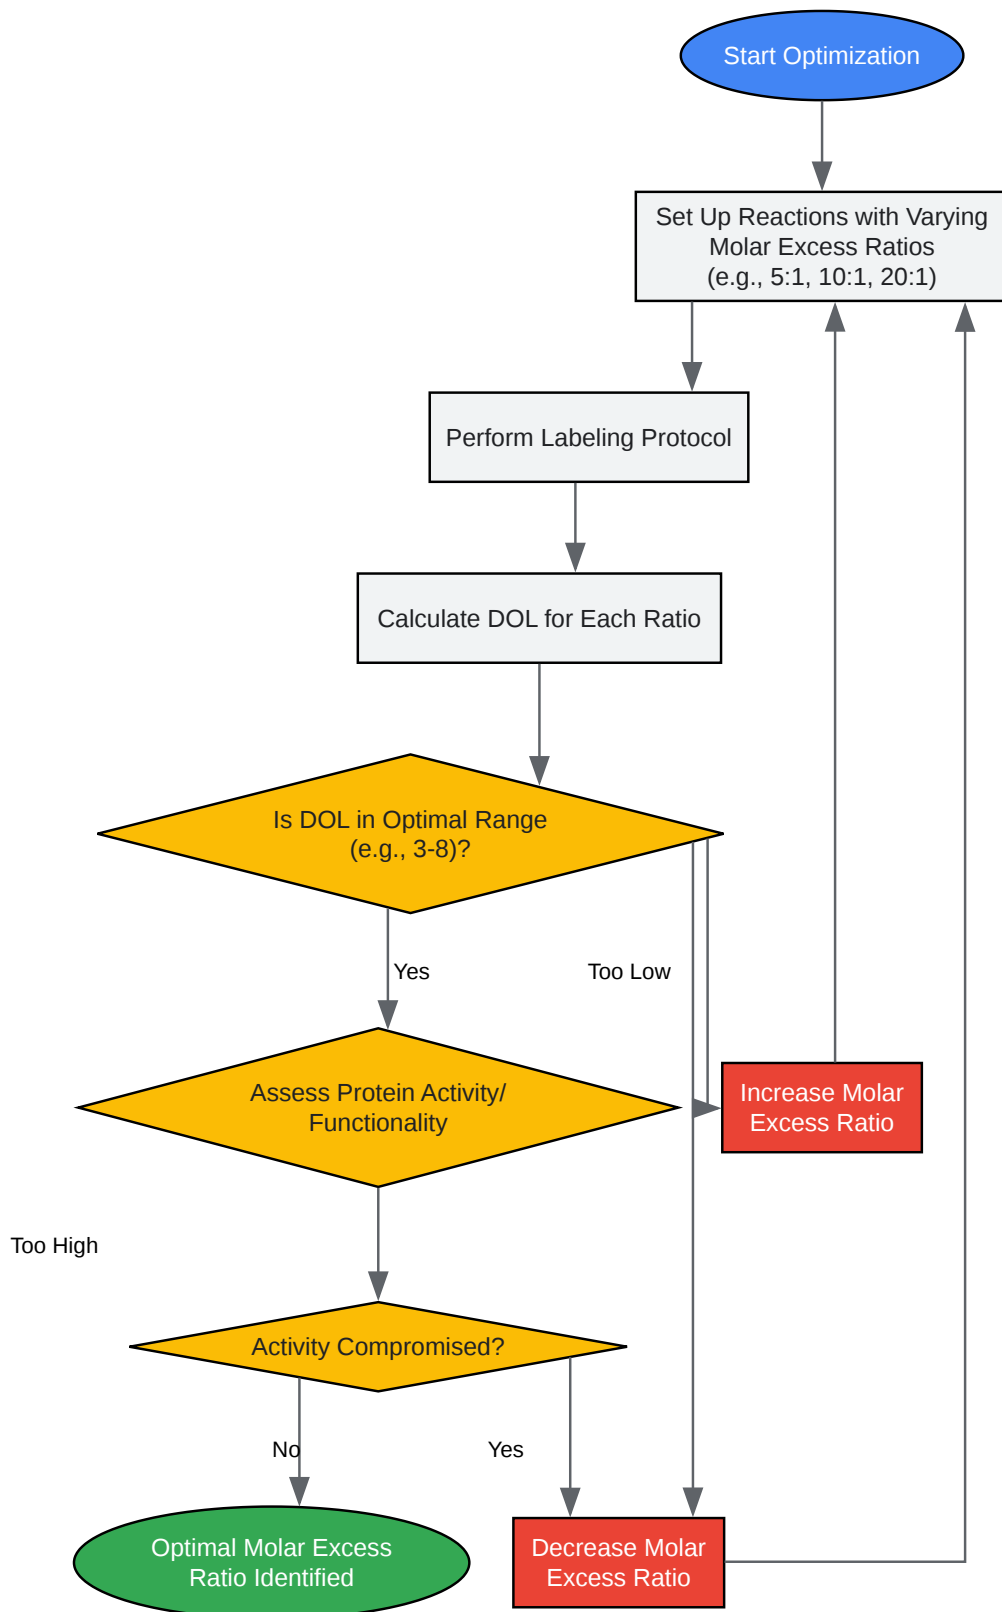 Start Optimization
Set Up Reactions with Varying
Molar Excess Ratios
(e.g., 5:1, 10:1, 20:1)
Perform Labeling Protocol
Calculate DOL for Each Ratio
Is DOL in Optimal Range
(e.g., 3-8)?
Yes
Too Low
Assess Protein Activity/
Functionality
Increase Molar
Excess Ratio
Too High
Activity Compromised?
No
Yes
Optimal Molar Excess
Ratio Identified
Decrease Molar
Excess Ratio